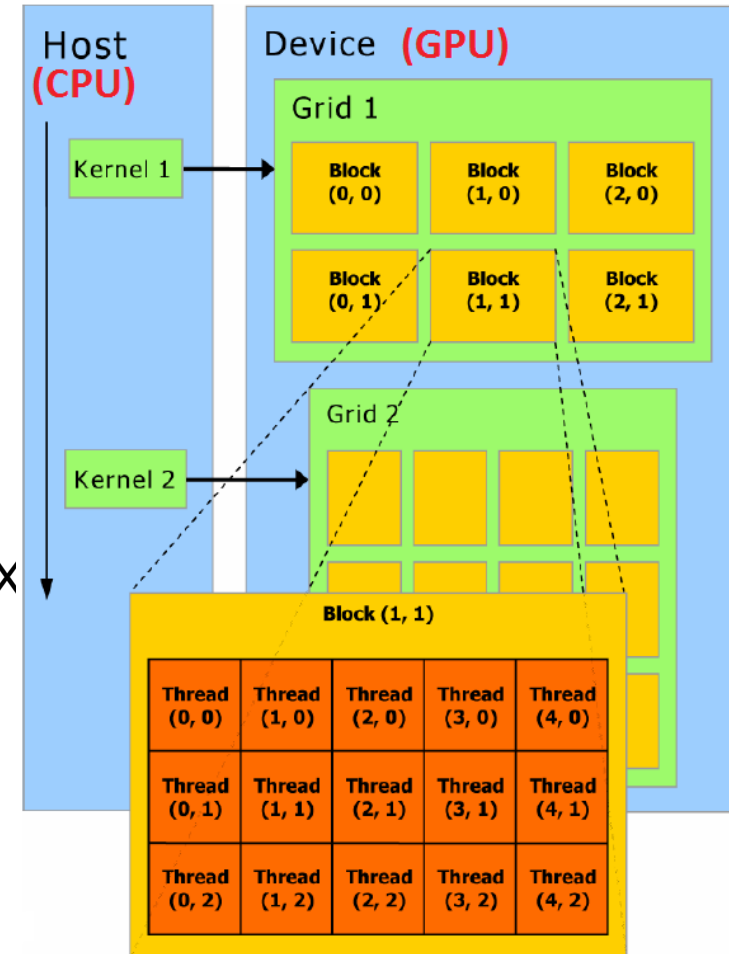 Host
(CPU)
Device (GPU)
Grid 1
Kernel 1
Block
(0, 0)
Block
(1, 0)
Block
(2, 0)
Block
(0, 1)
Block
(1, 1)
Block
(2, 1)
Grid 2
Kernel 2
x
Block (1, 1)
Thread
(0, 0)
Thread
(1, 0)
Thread
(2, 0)
Thread
(3, 0)
Thread
(4, 0)
Thread
(0, 1)
Thread
(1, 1)
Thread
(2, 1)
Thread
(3, 1)
Thread
(4, 1)
Thread
(0, 2)
Thread
(1, 2)
Thread
(2, 2)
Thread
(3, 2)
Thread
(4, 2)